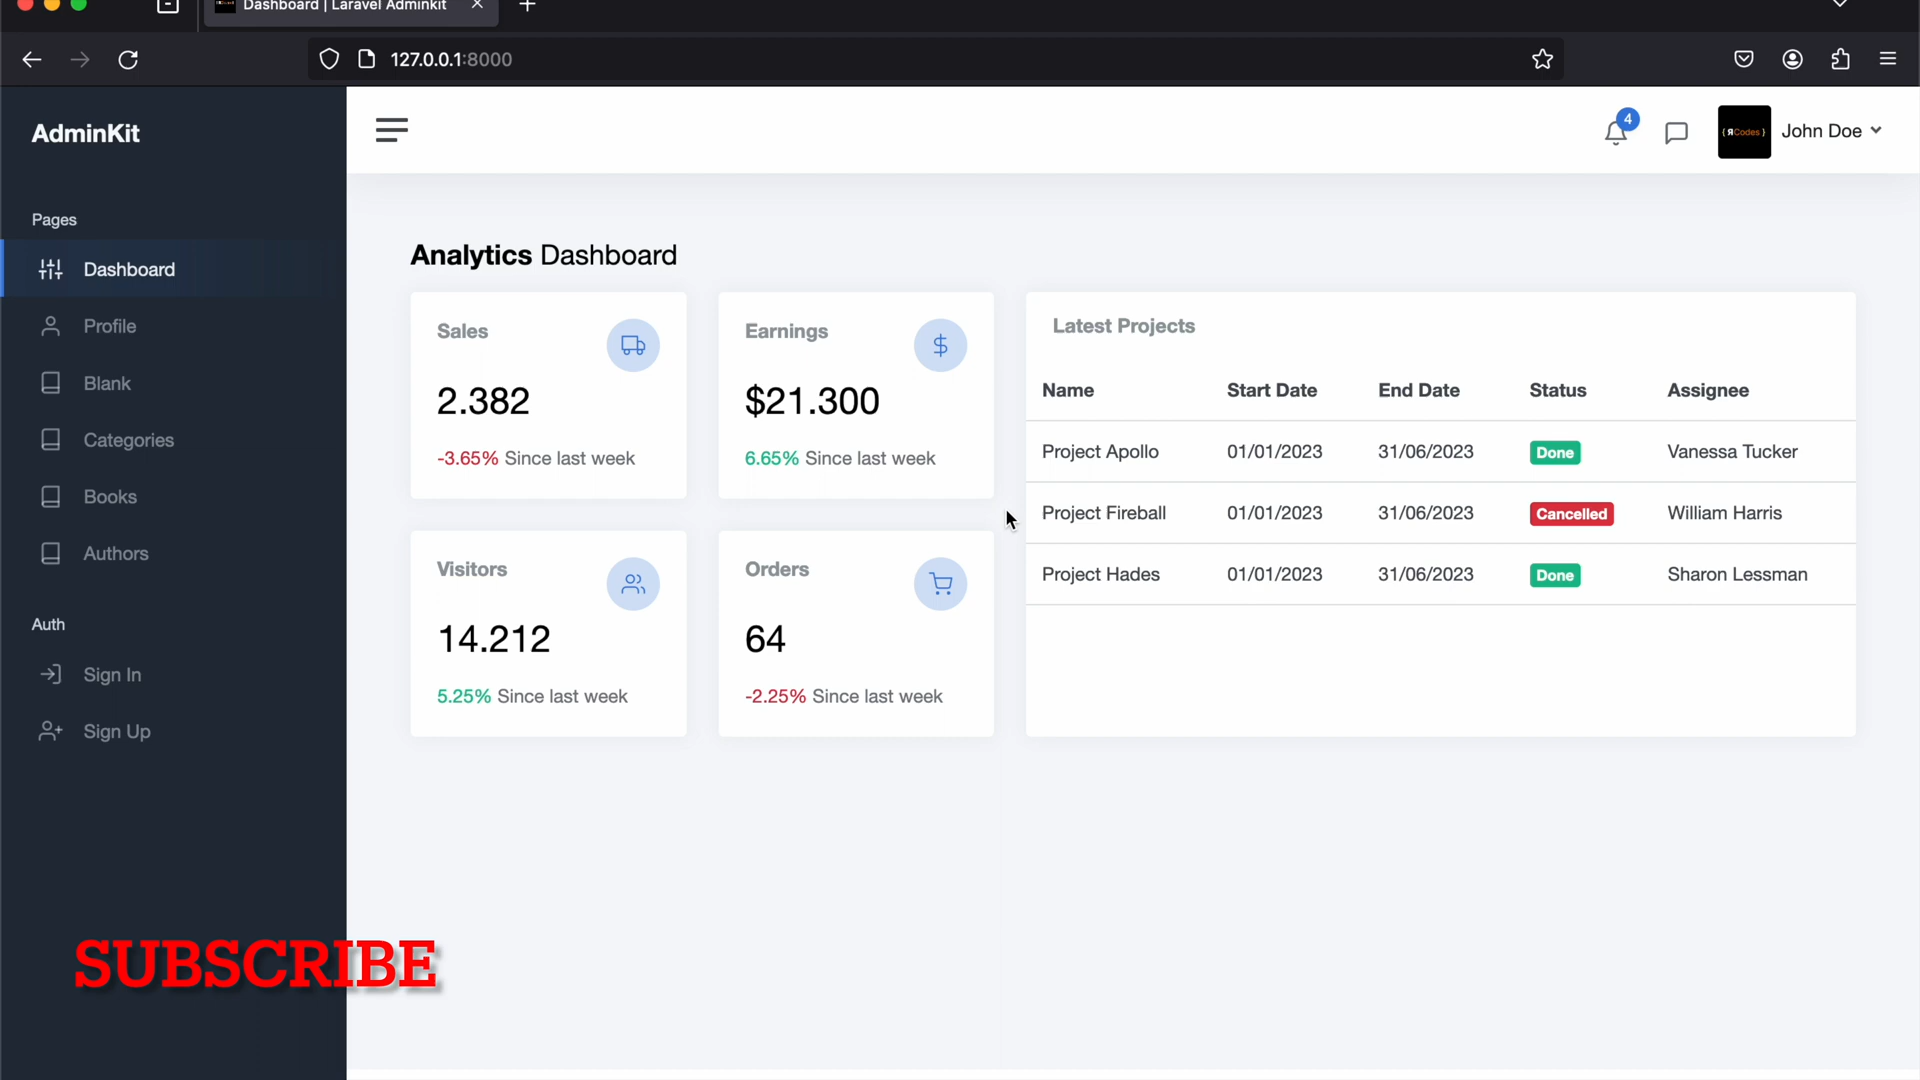 Dashboard | Laravel Adminkit
127.0.0.1:8000
AdminKit
4
{ ЯCodes }
John Doe
Pages
Dashboard
Profile
Blank
Categories
Books
Authors
Auth
Sign In
Sign Up
Analytics Dashboard
Sales
2.382
-3.65% Since last week
Earnings
$21.300
6.65% Since last week
Visitors
14.212
5.25% Since last week
Orders
64
-2.25% Since last week
Latest Projects
Name Start Date End Date Status Assignee
Project Apollo 01/01/2023 31/06/2023 Done Vanessa Tucker
Project Fireball 01/01/2023 31/06/2023 Cancelled William Harris
Project Hades 01/01/2023 31/06/2023 Done Sharon Lessman
SUBSCRIBE